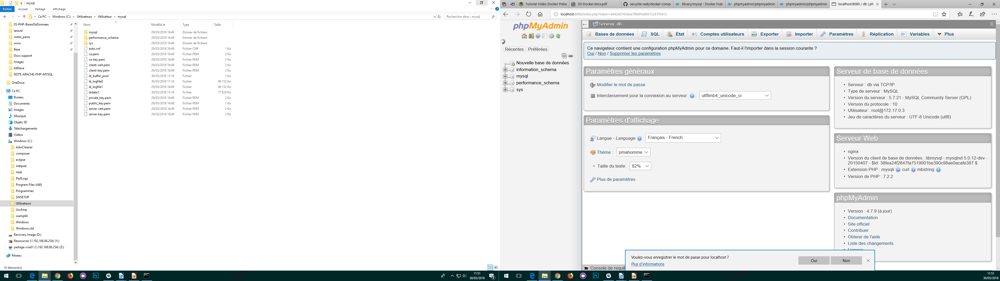 mysql
Fichier Accueil Partage Affichage
Ce PC Windows (C:) Utilisateurs Utilisateur mysql
Rechercher dans : mysql
05-PHP-BasesDeDonnees
laravel
notes_perso
www
Base
Docs support
Images
kitEleve
NOTE APACHE-PHP-MYSQL
OneDrive
Ce PC
Bureau
Documents
Images
Musique
Objets 3D
Téléchargements
Vidéos
Windows (C:)
AdwCleaner
composer
eclipse
inetpub
Intel
PerfLogs
Program Files (x86)
Programmes
SWSETUP
Utilisateurs
UwAmp
wamp64
Windows
Windows.old
Recovery Image (D:)
Ressources (\\192.168.88.254) (Y:)
partage-cna01 (\\192.168.88.254) (Z:)
Réseau
16 élément(s)
Nom Modifié le Type Taille
mysql 29/03/2018 16:49 Dossier de fichiers
performance_schema 29/03/2018 16:49 Dossier de fichiers
sys 29/03/2018 16:49 Dossier de fichiers
auto.cnf 29/03/2018 16:49 Fichier CNF 1 Ko
ca.pem 29/03/2018 16:49 Fichier PEM 2 Ko
ca-key.pem 29/03/2018 16:49 Fichier PEM 2 Ko
client-cert.pem 29/03/2018 16:49 Fichier PEM 2 Ko
client-key.pem 29/03/2018 16:49 Fichier PEM 2 Ko
ib_buffer_pool 30/03/2018 11:16 Fichier 1 Ko
ib_logfile0 30/03/2018 11:16 Fichier 49 152 Ko
ib_logfile1 29/03/2018 16:49 Fichier 49 152 Ko
ibdata1 30/03/2018 11:16 Fichier 77 824 Ko
private_key.pem 29/03/2018 16:49 Fichier PEM 2 Ko
public_key.pem 29/03/2018 16:49 Fichier PEM 1 Ko
server-cert.pem 29/03/2018 16:49 Fichier PEM 2 Ko
server-key.pem 29/03/2018 16:49 Fichier PEM 2 Ko
11:51
30/03/2018
2
Tutoriel Vidéo Docker Prése 50-Docker.docx.pdf securite-web/docker-comp library/mysql - Docker Hub phpmyadmin/phpmyadmin phpmyadmin/phpmyadmin localhost:8080 / db | ph
localhost:8080/index.php?token=a442e07436ea1f9695e8857c281f5413
phpMyAdmin
Récentes Préférées
Nouvelle base de données
information_schema
mysql
performance_schema
sys
Serveur: db
Bases de données SQL État Comptes utilisateurs Exporter Importer Paramètres Réplication Variables Plus
Ce navigateur contient une configuration phpMyAdmin pour ce domaine. Faut-il l'importer dans la session courante ?
Oui / Non / Supprimer les paramètres
Paramètres généraux
Modifier le mot de passe
Interclassement pour la connexion au serveur : utf8mb4_unicode_ci
Paramètres d'affichage
Langue - Language Français - French
Thème : pmahomme
• Taille du texte: 82%
Plus de paramètres
Serveur de base de données
• Serveur : db via TCP/IP
• Type de serveur : MySQL
• Version du serveur : 5.7.21 - MySQL Community Server (GPL)
• Version du protocole : 10
• Utilisateur : root@172.17.0.3
• Jeu de caractères du serveur : UTF-8 Unicode (utf8)
Serveur Web
• nginx
• Version du client de base de données : libmysql - mysqlnd 5.0.12-dev -
20150407 - $Id: 38fea24f2847fa7519001be390c98ae0acafe387 $
• Extension PHP : mysqli curl mbstring
• Version de PHP : 7.2.2
phpMyAdmin
• Version : 4.7.9 (à jour)
• Documentation
• Site officiel
• Contribuer
• Obtenir de l'aide
• Liste des changements
Voulez-vous enregistrer le mot de passe pour localhost ?
Plus d'informations
Oui Non
Console de requê
11:51
30/03/2018